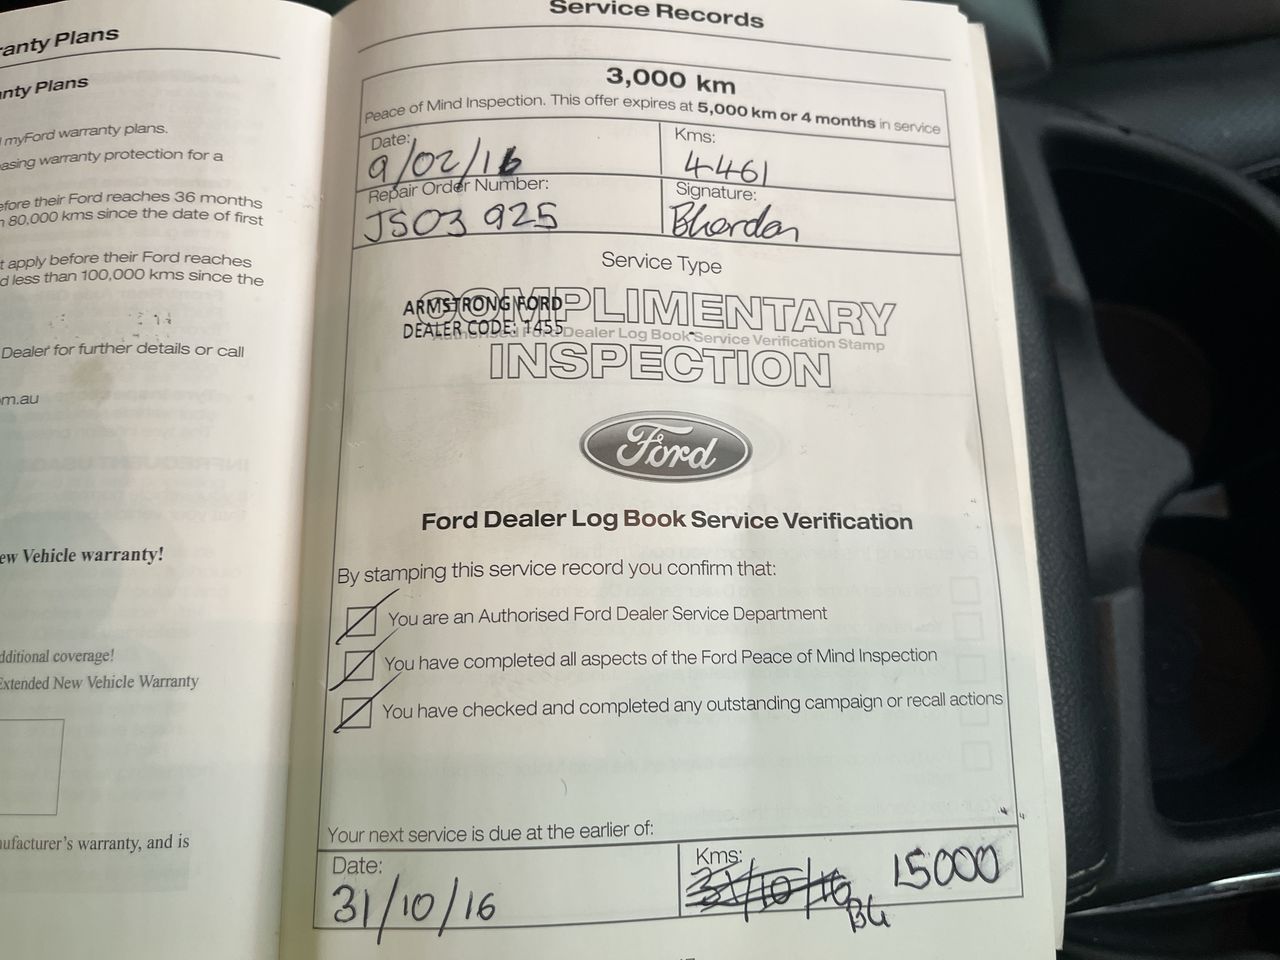 ranty Plans
nty Plans
myFord warranty plans.
asing warranty protection for a
efore their Ford reaches 36 months
80,000 kms since the date of first
t apply before their Ford reaches
d less than 100,000 kms since the
Dealer for further details or call
m.au
ew Vehicle warranty!
dditional coverage!
Extended New Vehicle Warranty
nufacturer's warranty, and is
Service Records
3,000 km
Peace of Mind Inspection. This offer expires at 5,000 km or 4 months in service
Date:
9/02/16
Kms:
4461
Repair Order Number:
JS03 925
Signature:
Service Type
COMPLIMENTARY
ARMSTRONG FORD
DEALER CODE: 1455
Authorised Ford Dealer Log Book Service Verification Stamp
INSPECTION
Ford
Ford Dealer Log Book Service Verification
By stamping this service record you confirm that:
You are an Authorised Ford Dealer Service Department
You have completed all aspects of the Ford Peace of Mind Inspection
You have checked and completed any outstanding campaign or recall actions
Your next service is due at the earlier of:
Date:
31/10/16
Kms:
31/10/16
15000